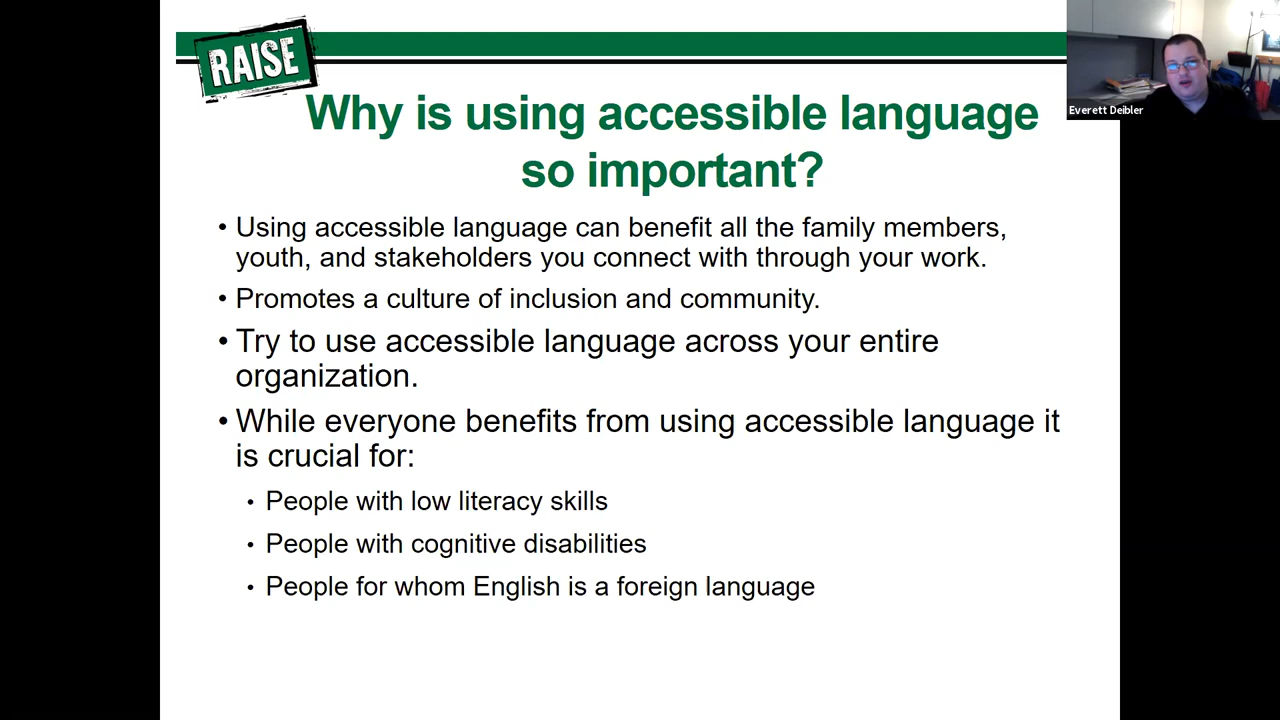 RAISE
Everett Deibler
Why is using accessible language
so important?
• Using accessible language can benefit all the family members,
youth, and stakeholders you connect with through your work.
• Promotes a culture of inclusion and community.
• Try to use accessible language across your entire
organization.
• While everyone benefits from using accessible language it
is crucial for:
• People with low literacy skills
• People with cognitive disabilities
• People for whom English is a foreign language